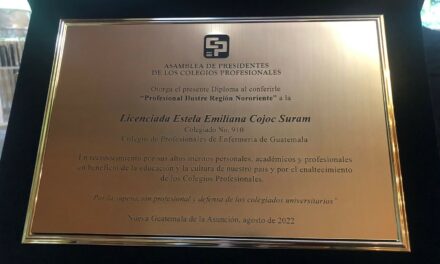 CP
ASAMBLEA DE PRESIDENTES
DE LOS COLEGIOS PROFESIONALES
Otorga el presente Diploma al conferirle
"Profesional Ilustre Región Nororiente" a la
Licenciada Estela Emiliana Cojoc Suram
Colegiado No. 910
Colegio de Profesionales de Enfermería de Guatemala
En reconocimiento por sus altos méritos personales, académicos y profesionales
en beneficio de la educación y la cultura de nuestro país y por el enaltecimiento
de los Colegios Profesionales.
"Por la superación profesional y defensa de los colegiados universitarios"
Nueva Guatemala de la Asunción, agosto de 2022